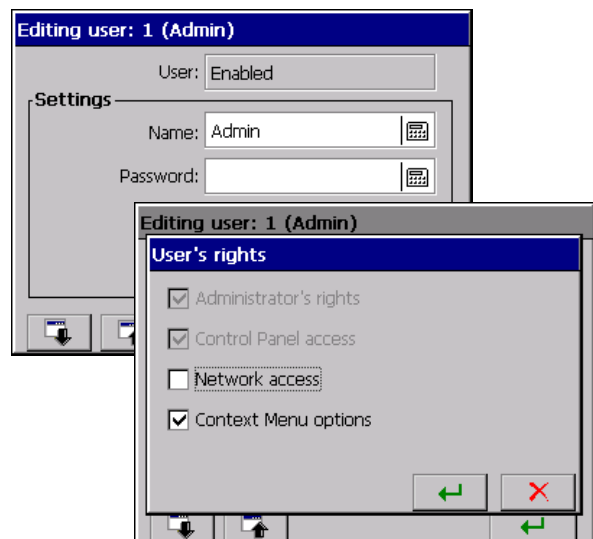 Editing user: 1 (Admin)
User: Enabled
Settings
Name: Admin
Password:
Editing user: 1 (Admin)
User's rights
Administrator's rights
Control Panel access
Network access
Context Menu options